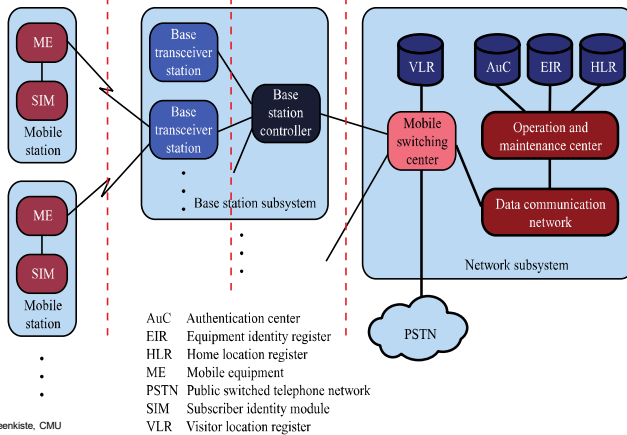 ME
SIM
Mobile
station
ME
SIM
Mobile
station
Base
transceiver
station
Base
transceiver
station
Base
station
controller
Base station subsystem
VLR
AuC
EIR
HLR
Mobile
switching
center
Operation and
maintenance center
Data communication
network
Network subsystem
PSTN
AuC Authentication center
EIR Equipment identity register
HLR Home location register
ME Mobile equipment
PSTN Public switched telephone network
SIM Subscriber identity module
VLR Visitor location register
eenkiste, CMU